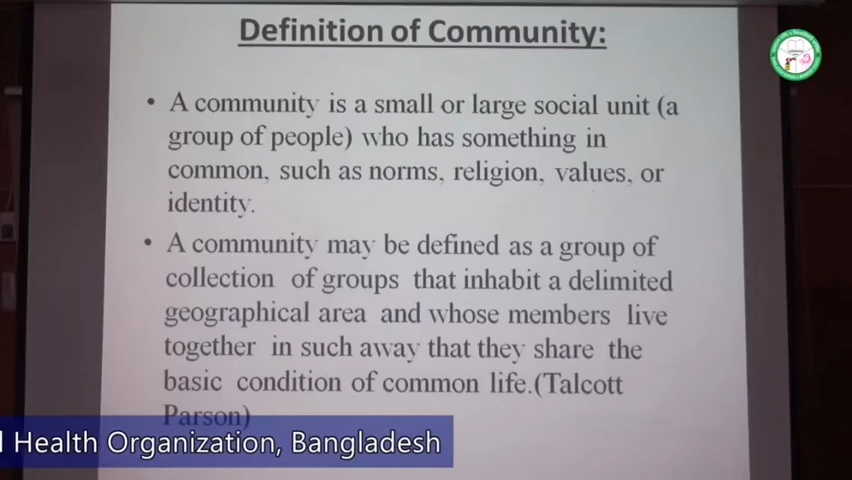 Definition of Community:
• A community is a small or large social unit (a
group of people) who has something in
common, such as norms, religion, values, or
identity.
• A community may be defined as a group of
collection of groups that inhabit a delimited
geographical area and whose members live
together in such away that they share the
basic condition of common life.(Talcott
Parson)
Health Organization, Bangladesh